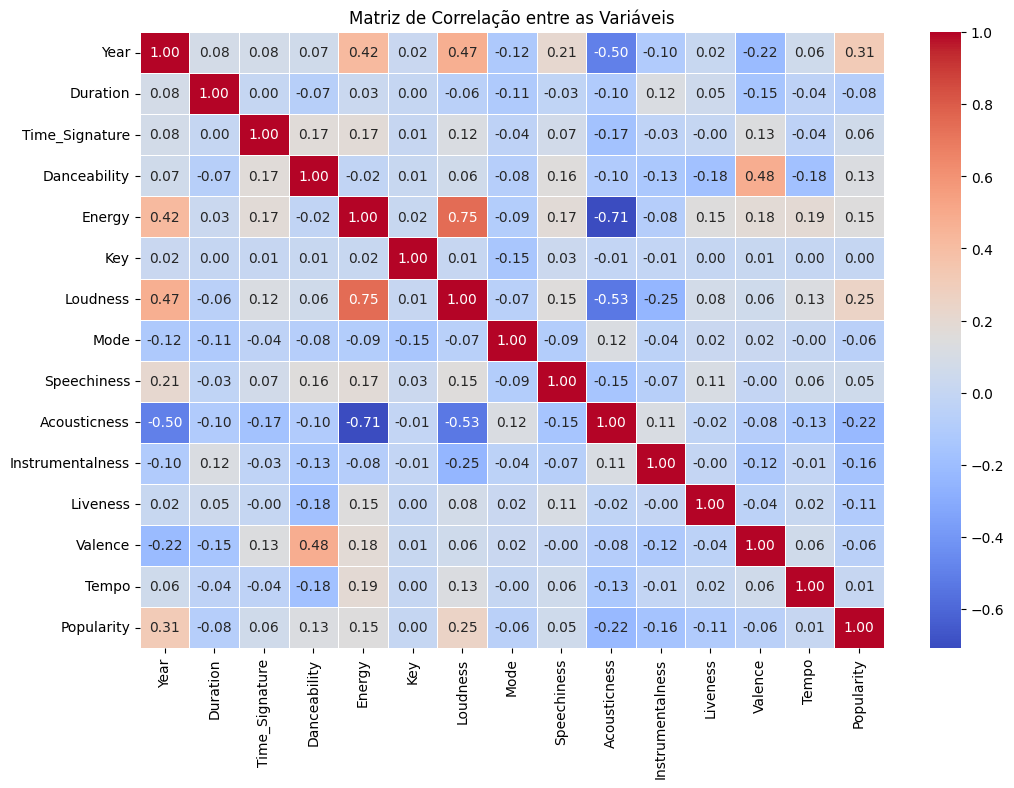 Matriz de Correlação entre as Variáveis
Year 1.00 0.08 0.08 0.07 0.42 0.02 0.47 -0.12 0.21 -0.50 -0.10 0.02 -0.22 0.06 0.31
Duration 0.08 1.00 0.00 -0.07 0.03 0.00 -0.06 -0.11 -0.03 -0.10 0.12 0.05 -0.15 -0.04 -0.08
Time_Signature 0.08 0.00 1.00 0.17 0.17 0.01 0.12 -0.04 0.07 -0.17 -0.03 -0.00 0.13 -0.04 0.06
Danceability 0.07 -0.07 0.17 1.00 -0.02 0.01 0.06 -0.08 0.16 -0.10 -0.13 -0.18 0.48 -0.18 0.13
Energy 0.42 0.03 0.17 -0.02 1.00 0.02 0.75 -0.09 0.17 -0.71 -0.08 0.15 0.18 0.19 0.15
Key 0.02 0.00 0.01 0.01 0.02 1.00 0.01 -0.15 0.03 -0.01 -0.01 0.00 0.01 0.00 0.00
Loudness 0.47 -0.06 0.12 0.06 0.75 0.01 1.00 -0.07 0.15 -0.53 -0.25 0.08 0.06 0.13 0.25
Mode -0.12 -0.11 -0.04 -0.08 -0.09 -0.15 -0.07 1.00 -0.09 0.12 -0.04 0.02 0.02 -0.00 -0.06
Speechiness 0.21 -0.03 0.07 0.16 0.17 0.03 0.15 -0.09 1.00 -0.15 -0.07 0.11 -0.00 0.06 0.05
Acousticness -0.50 -0.10 -0.17 -0.10 -0.71 -0.01 -0.53 0.12 -0.15 1.00 0.11 -0.02 -0.08 -0.13 -0.22
Instrumentalness -0.10 0.12 -0.03 -0.13 -0.08 -0.01 -0.25 -0.04 -0.07 0.11 1.00 -0.00 -0.12 -0.01 -0.16
Liveness 0.02 0.05 -0.00 -0.18 0.15 0.00 0.08 0.02 0.11 -0.02 -0.00 1.00 -0.04 0.02 -0.11
Valence -0.22 -0.15 0.13 0.48 0.18 0.01 0.06 0.02 -0.00 -0.08 -0.12 -0.04 1.00 0.06 -0.06
Tempo 0.06 -0.04 -0.04 -0.18 0.19 0.00 0.13 -0.00 0.06 -0.13 -0.01 0.02 0.06 1.00 0.01
Popularity 0.31 -0.08 0.06 0.13 0.15 0.00 0.25 -0.06 0.05 -0.22 -0.16 -0.11 -0.06 0.01 1.00
Year
Duration
Time_Signature
Danceability
Energy
Key
Loudness
Mode
Speechiness
Acousticness
Instrumentalness
Liveness
Valence
Tempo
Popularity
1.0
0.8
0.6
0.4
0.2
0.0
−0.2
−0.4
−0.6